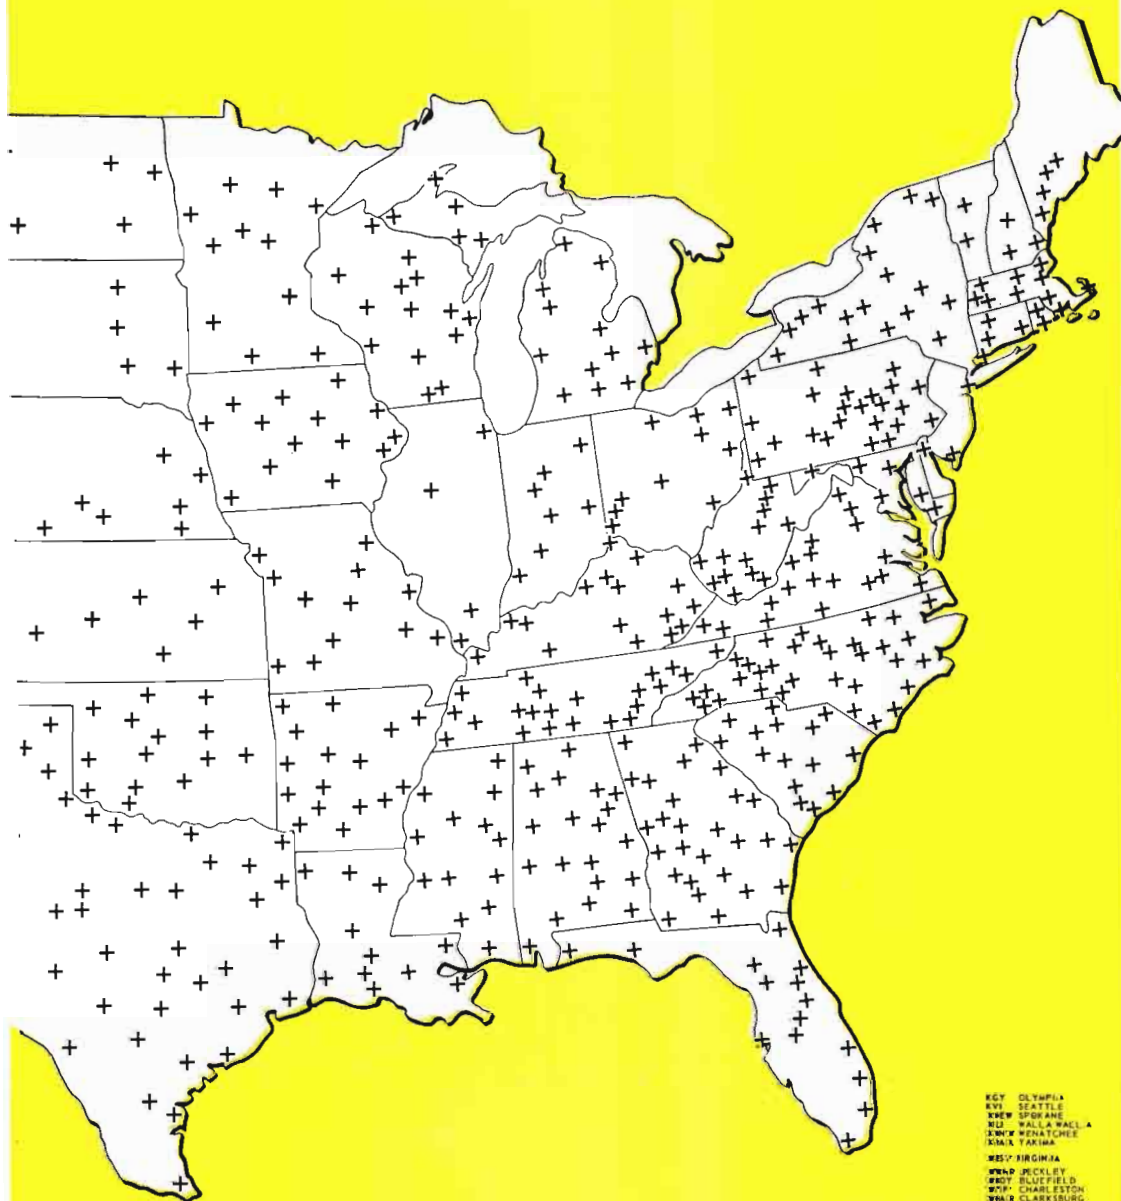 KGY OLYMPIA
KVI SEATTLE
SPOKANE
WALLA WALLA
WENATCHEE
YAKIMA
WEST VIRGINIA
BECKLEY
BLUEFIELD
CHARLESTON
CLARKSBURG